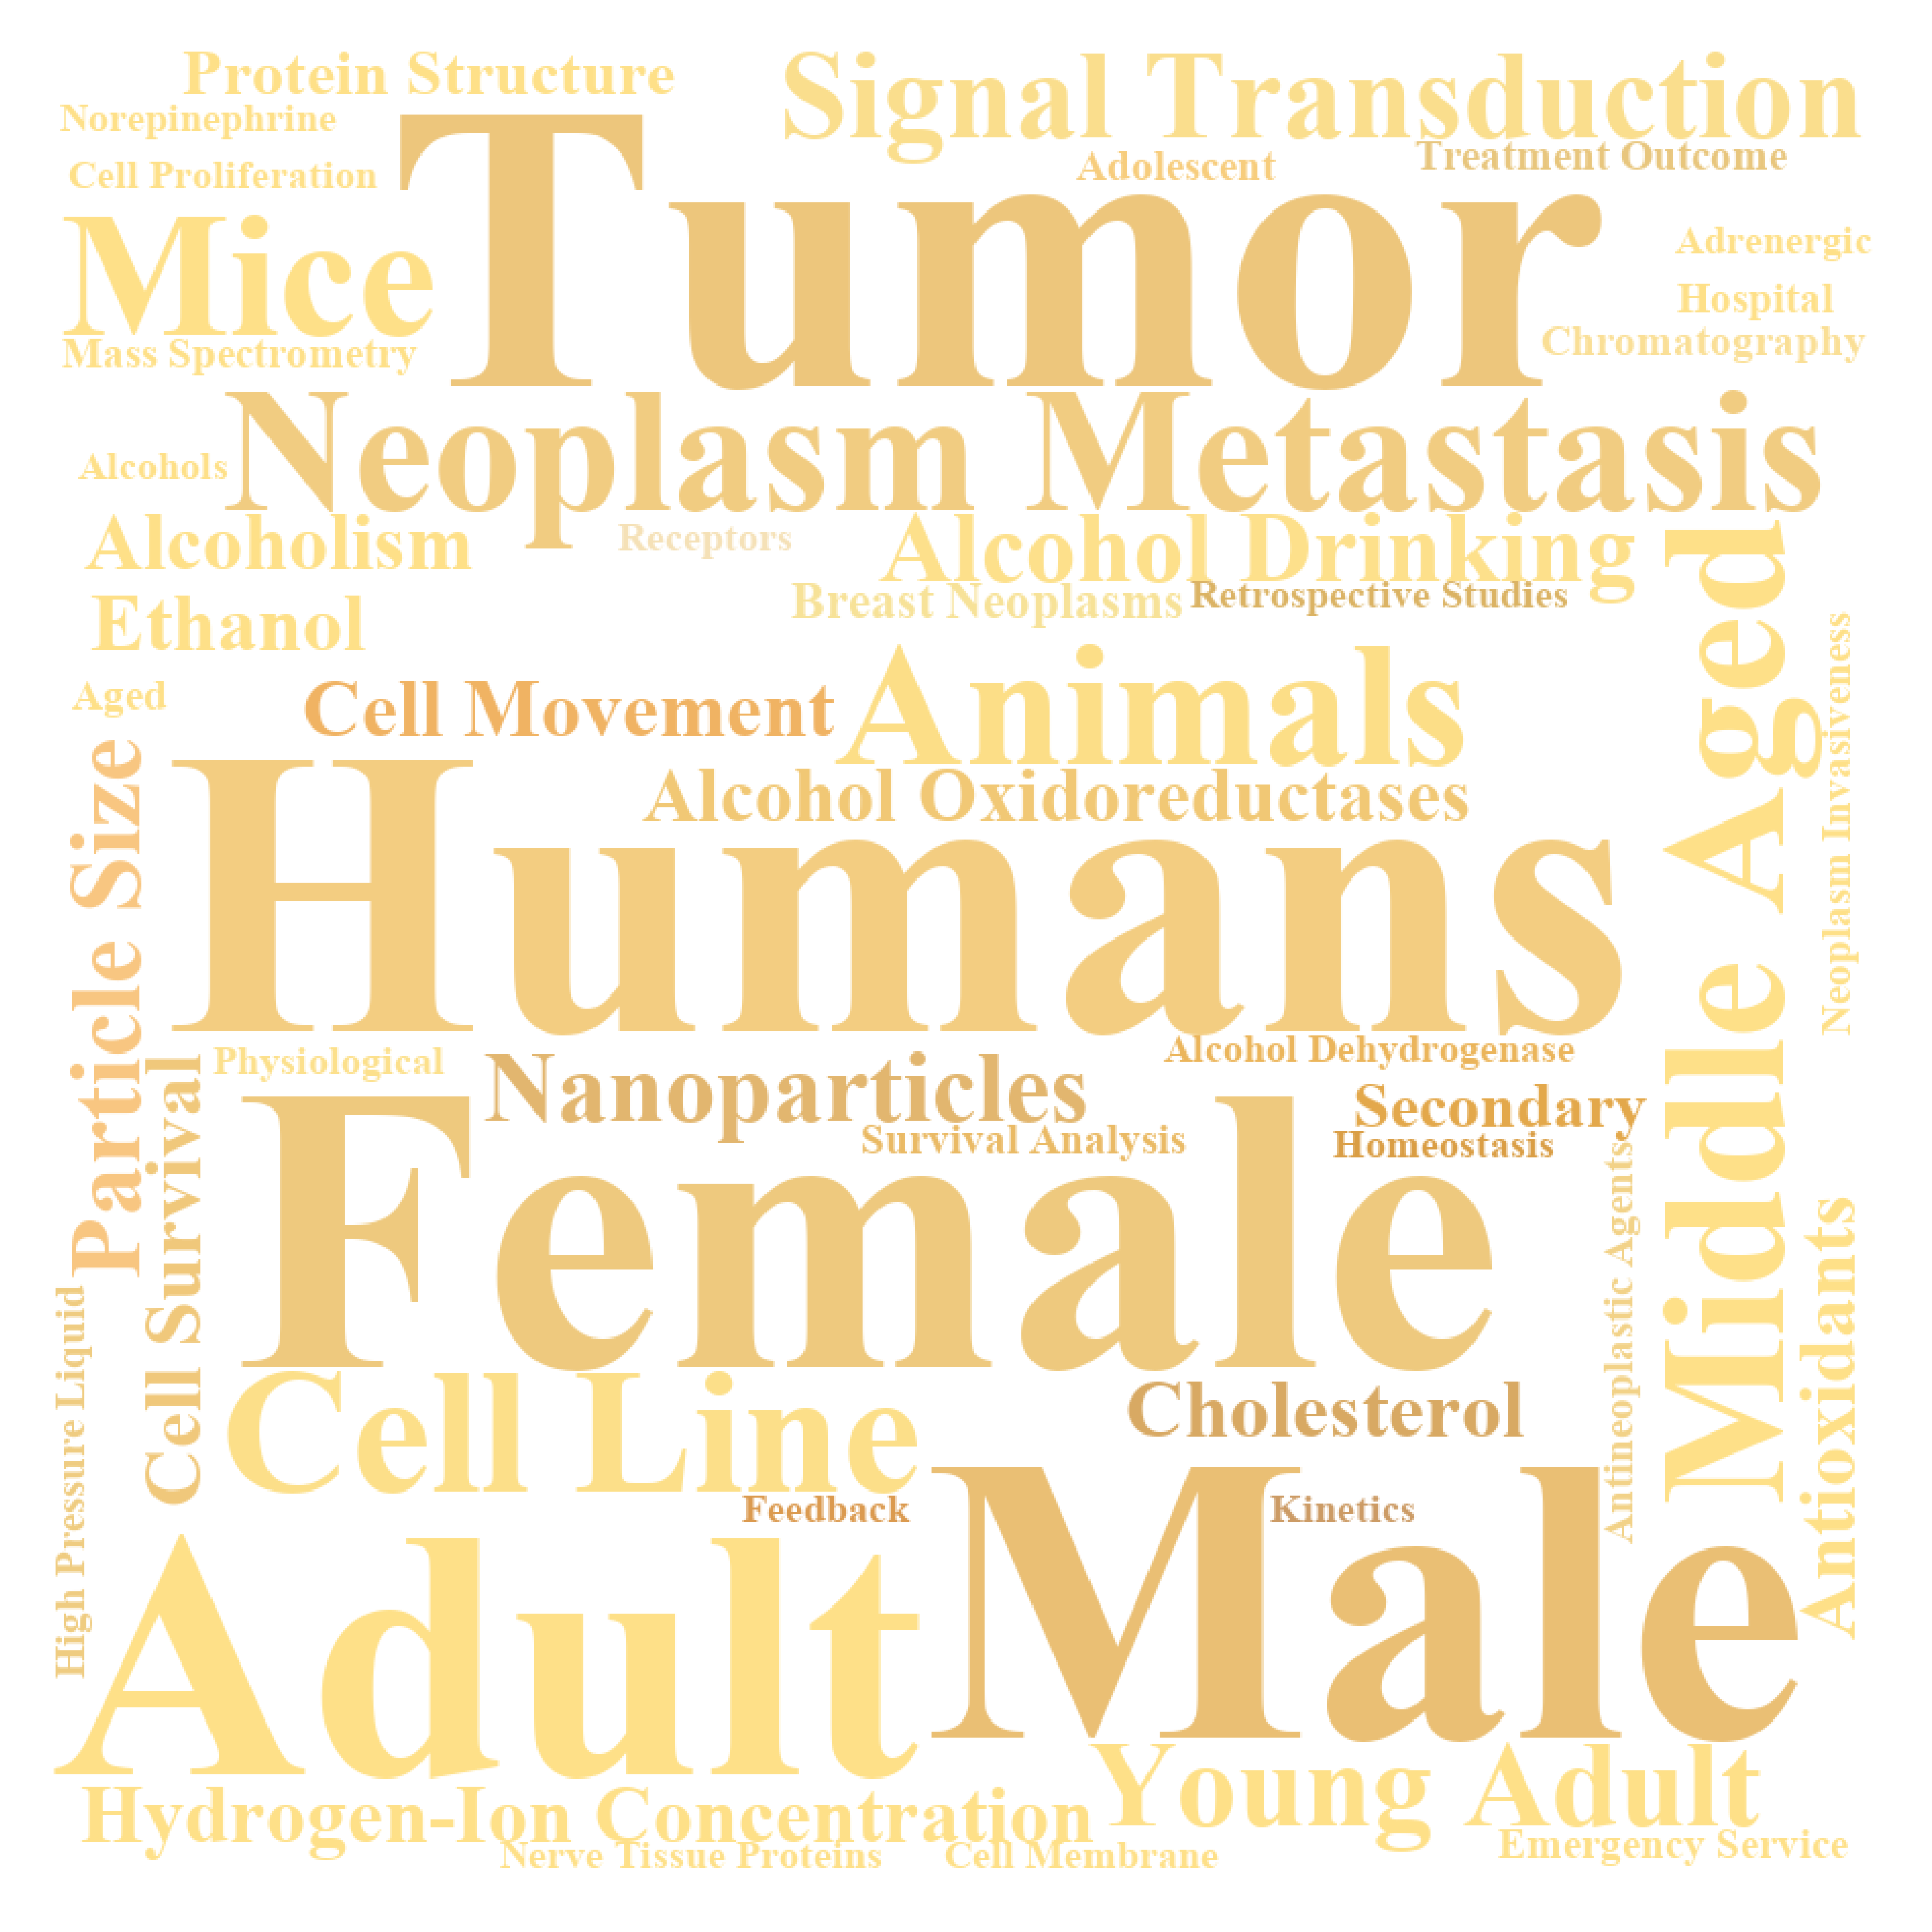 Protein Structure
Signal Transduction
Norepinephrine
Tumor
Adolescent
Treatment Outcome
Cell Proliferation
Mice
Adrenergic
Hospital
Mass Spectrometry
Chromatography
Neoplasm Metastasis
Alcohols
Alcoholism
Receptors
Alcohol Drinking
Breast Neoplasms
Retrospective Studies
Ethanol
Middle Aged
Neoplasm Invasiveness
Aged
Cell Movement
Animals
Particle Size
Alcohol Oxidoreductases
Humans
Physiological
Nanoparticles
Alcohol Dehydrogenase
Cell Survival
Secondary
Survival Analysis
Homeostasis
Female
Antineoplastic Agents
Antioxidants
High Pressure Liquid
Cell Line
Cholesterol
Feedback
Kinetics
Adult
Male
Hydrogen-Ion Concentration
Young Adult
Nerve Tissue Proteins
Cell Membrane
Emergency Service